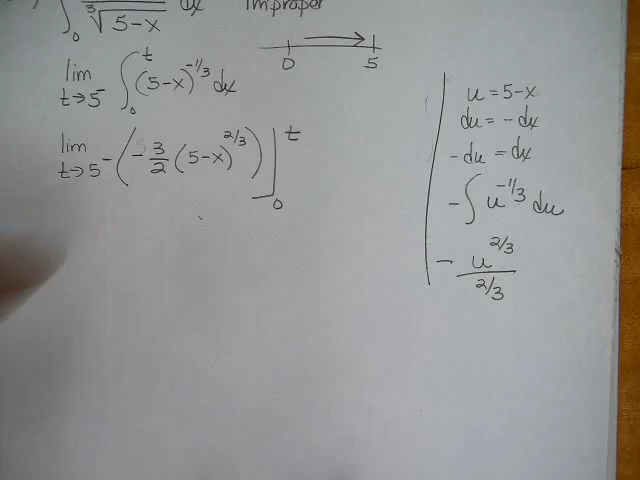 ∫₀ ∛(5-x) dx Improper
0 5
lim t→5⁻ ∫₀ᵗ (5-x)^(-1/3) dx
lim t→5⁻ (-3/2 (5-x)^(2/3)) ]₀ᵗ
u = 5-x
du = -dx
-du = dx
-∫ u^(-1/3) du
- u^(2/3) / (2/3)